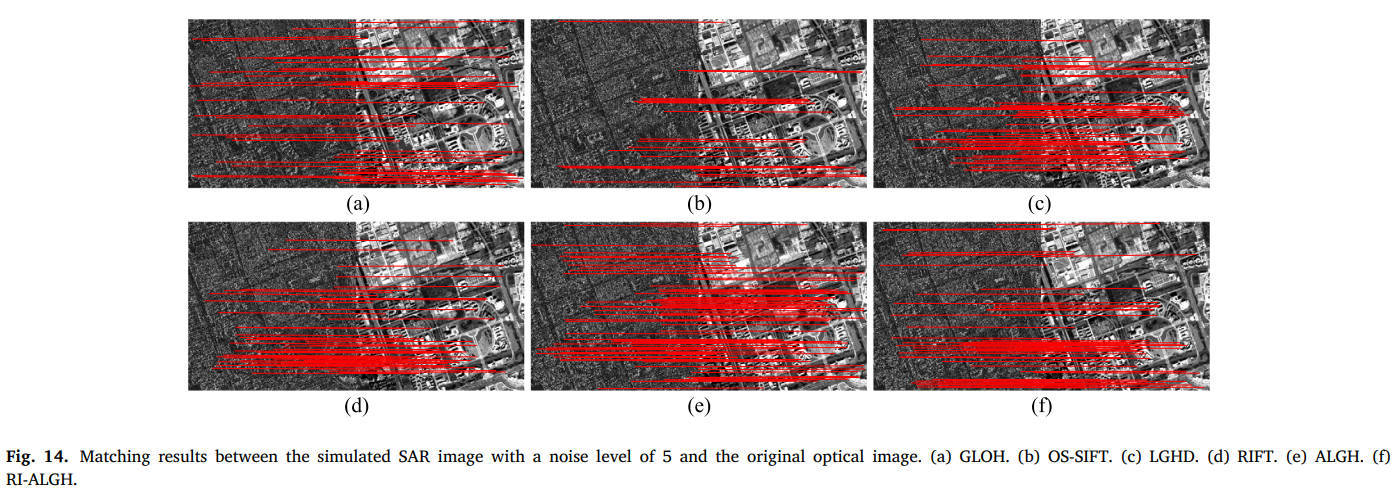 (a)
(b)
(c)
(d)
(e)
(f)
Fig. 14. Matching results between the simulated SAR image with a noise level of 5 and the original optical image. (a) GLOH. (b) OS-SIFT. (c) LGHD. (d) RIFT. (e) ALGH. (f)
RI-ALGH.